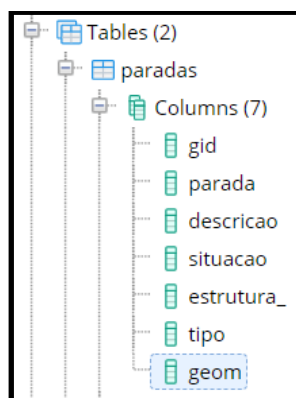 Tables (2)
paradas
Columns (7)
gid
parada
descricao
situacao
estrutura_
tipo
geom